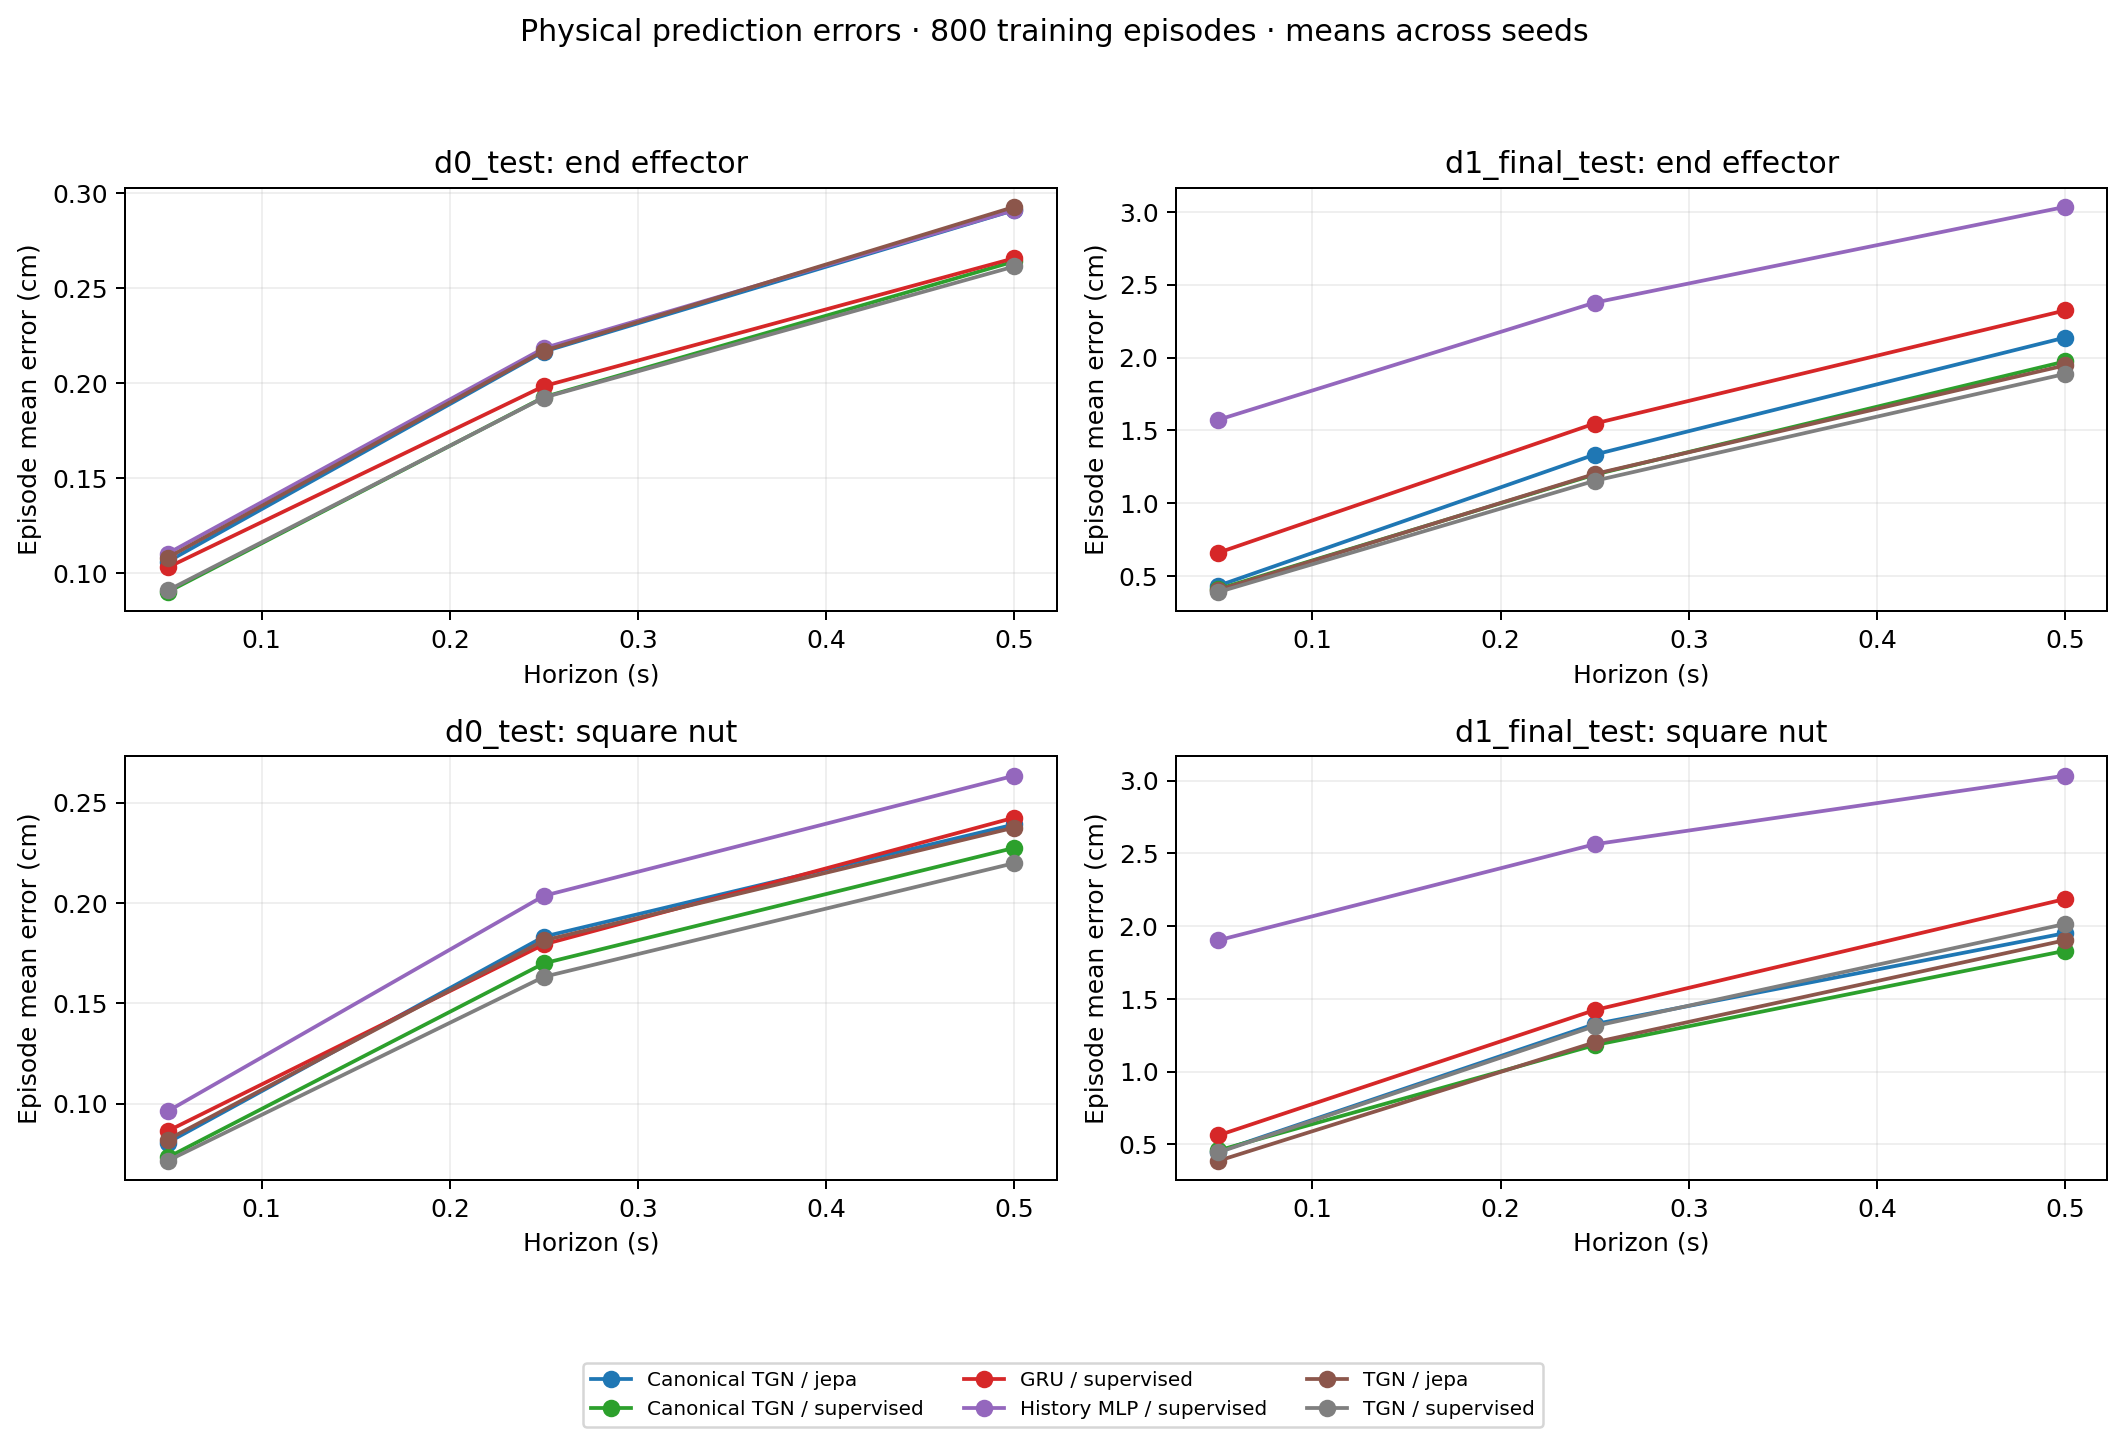 Physical prediction errors · 800 training episodes · means across seeds
d0_test: end effector
Episode mean error (cm)
0.30
0.25
0.20
0.15
0.10
0.1 0.2 0.3 0.4 0.5
Horizon (s)
d1_final_test: end effector
Episode mean error (cm)
3.0
2.5
2.0
1.5
1.0
0.5
0.1 0.2 0.3 0.4 0.5
Horizon (s)
d0_test: square nut
Episode mean error (cm)
0.25
0.20
0.15
0.10
0.1 0.2 0.3 0.4 0.5
Horizon (s)
d1_final_test: square nut
Episode mean error (cm)
3.0
2.5
2.0
1.5
1.0
0.5
0.1 0.2 0.3 0.4 0.5
Horizon (s)
Canonical TGN / jepa
Canonical TGN / supervised
GRU / supervised
History MLP / supervised
TGN / jepa
TGN / supervised